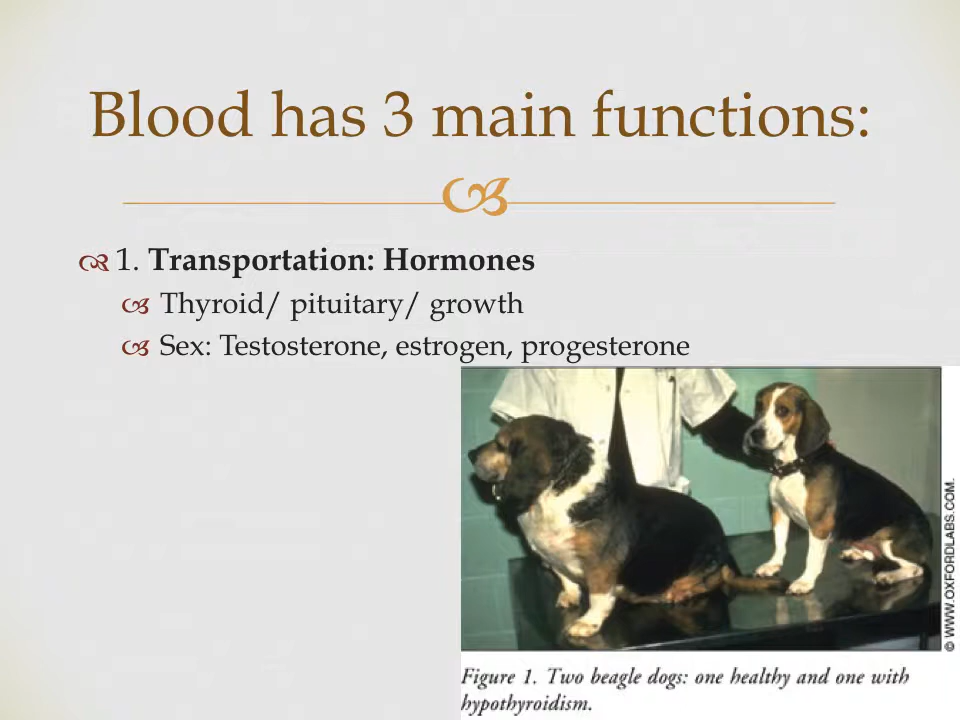 Blood has 3 main functions:
1. Transportation: Hormones
Thyroid/ pituitary/ growth
Sex: Testosterone, estrogen, progesterone
© WWW.OXFORDLABS.COM.
Figure 1. Two beagle dogs: one healthy and one with
hypothyroidism.